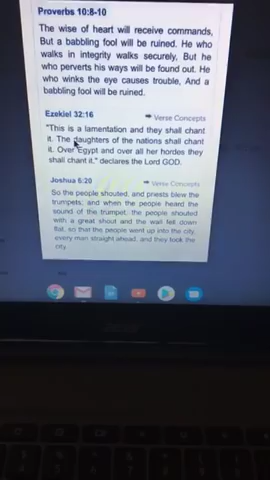 Proverbs 10:8-10
The wise of heart will receive commands,
But a babbling fool will be ruined. He who
walks in integrity walks securely, But he
who perverts his ways will be found out. He
who winks the eye causes trouble, And a
babbling fool will be ruined.
Ezekiel 32:16
➡ Verse Concepts
"This is a lamentation and they shall chant
it. The daughters of the nations shall chant
it. Over Egypt and over all her hordes they
shall chant it," declares the Lord GOD.
Joshua 6:20
➡ Verse Concepts
So the people shouted, and priests blew the
trumpets; and when the people heard the
sound of the trumpet, the people shouted
with a great shout and the wall fell down
flat, so that the people went up into the city,
every man straight ahead, and they took the
city.